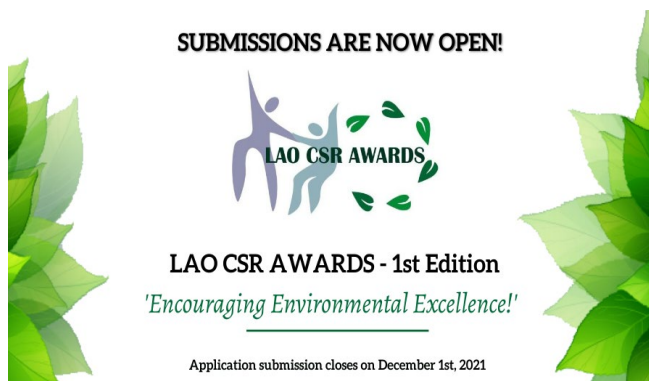 SUBMISSIONS ARE NOW OPEN!
LAO CSR AWARDS
LAO CSR AWARDS - 1st Edition
'Encouraging Environmental Excellence!'
Application submission closes on December 1st, 2021